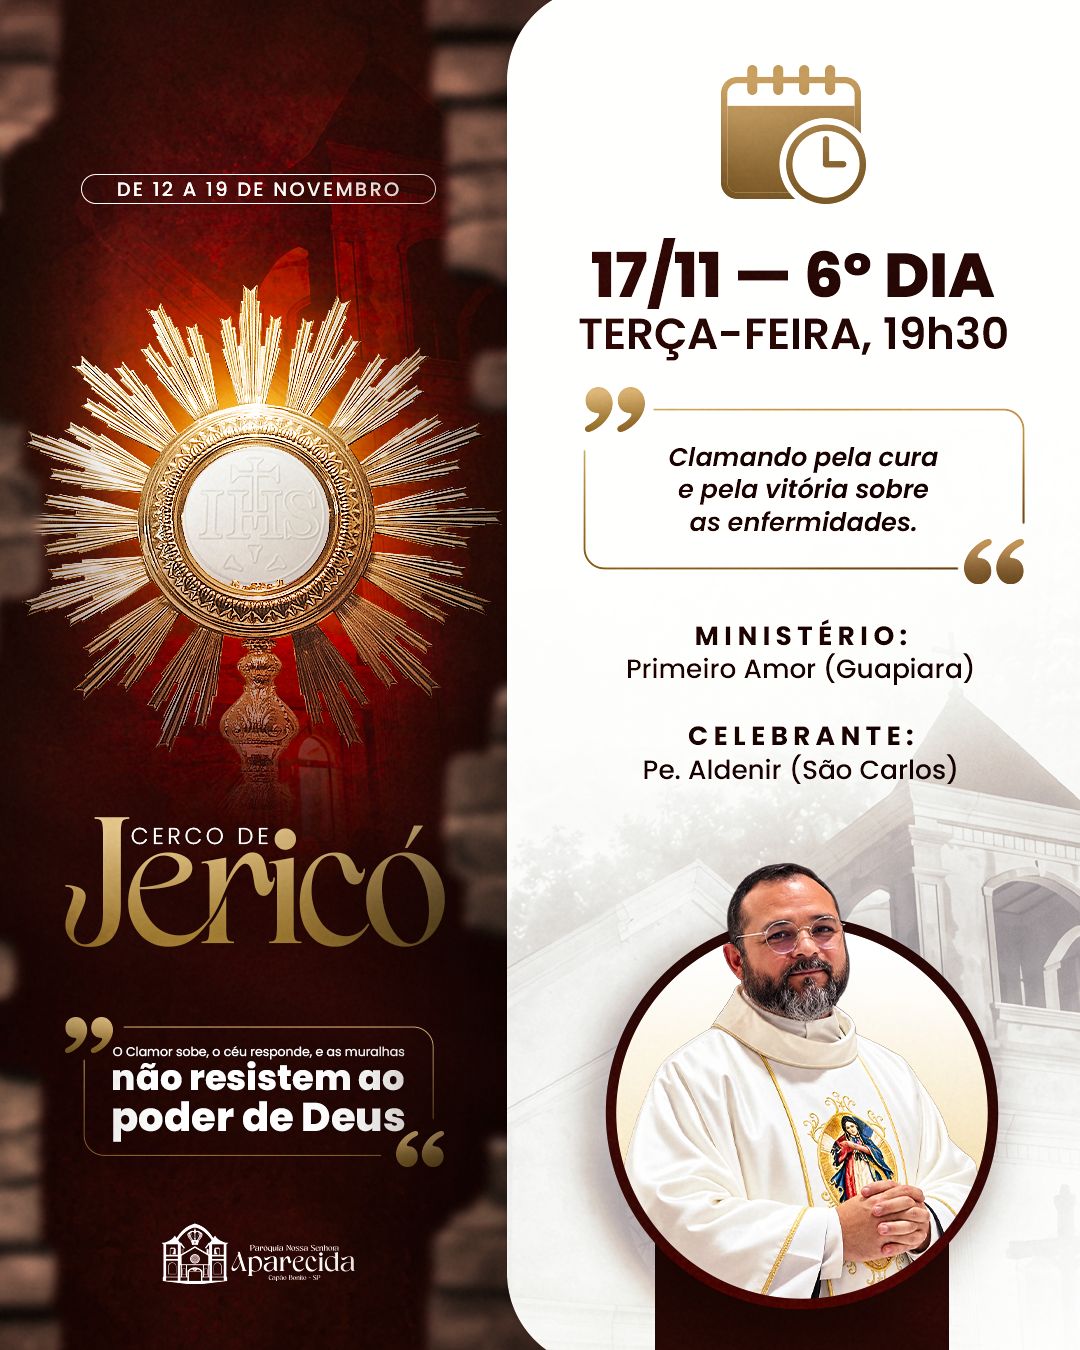 DE 12 A 19 DE NOVEMBRO
IHS
CERCO DE
Jericó
O Clamor sobe, o céu responde, e as muralhas
não resistem ao
poder de Deus
Paróquia Nossa Senhora
Aparecida
Capão Bonito - SP
17/11 — 6º DIA
TERÇA-FEIRA, 19h30
Clamando pela cura
e pela vitória sobre
as enfermidades.
MINISTÉRIO:
Primeiro Amor (Guapiara)
CELEBRANTE:
Pe. Aldenir (São Carlos)